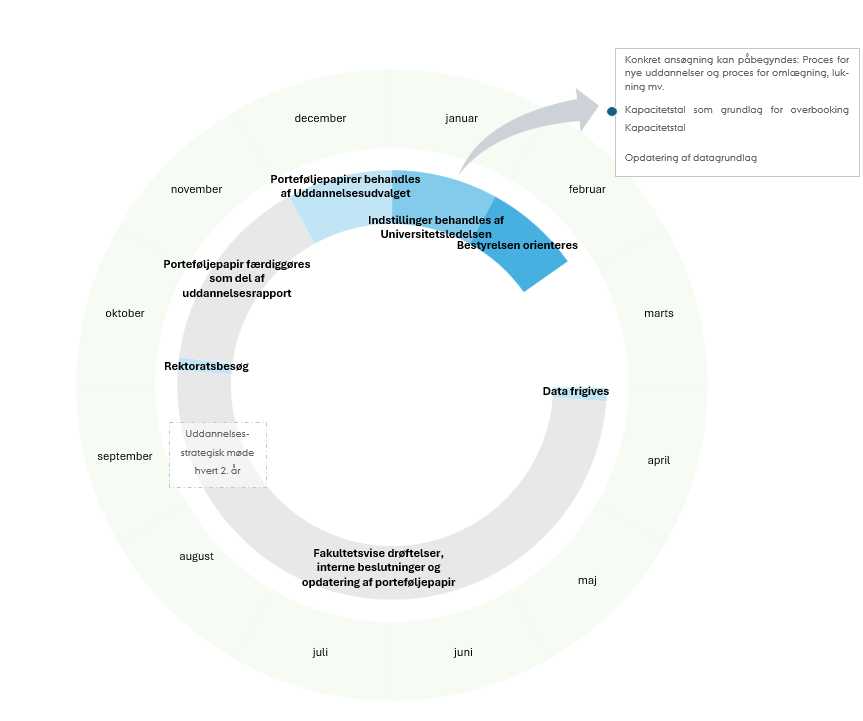 Konkret ansøgning kan påbegyndes: Proces for
nye uddannelser og proces for omlægning, luk-
ning mv.
Kapacitetstal som grundlag for overbooking
Kapacitetstal
Opdatering af datagrundlag
december
januar
november
februar
Porteføljepapirer behandles
af Uddannelsesudvalget
Indstillinger behandles af
Universitetsledelsen
Bestyrelsen orienteres
Porteføljepapir færdiggøres
som del af
uddannelsesrapport
oktober
marts
Rektoratsbesøg
Data frigives
Uddannelses-
strategisk møde
hvert 2. år
september
april
august
Fakultetsvise drøftelser,
interne beslutninger og
opdatering af porteføljepapir
maj
juli
juni